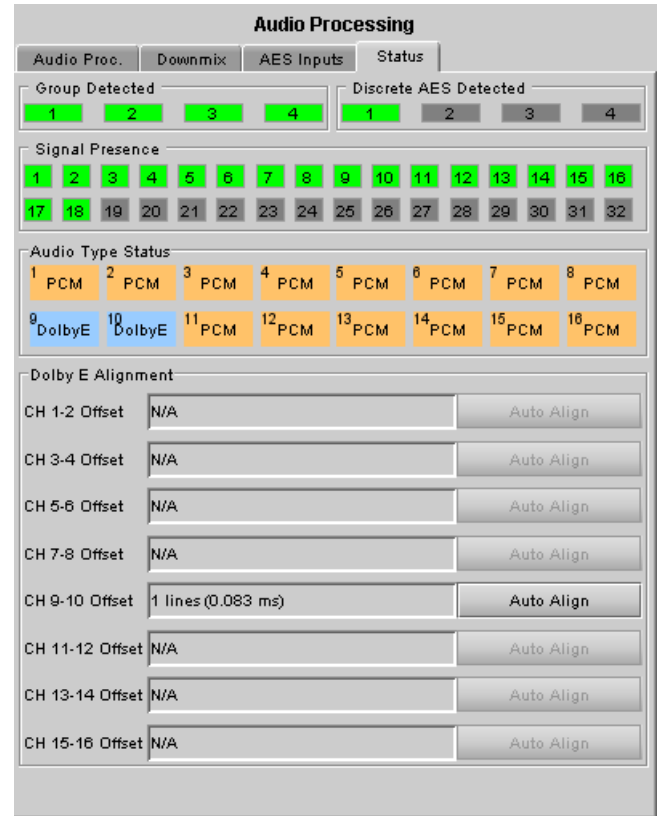 Audio Processing
Audio Proc. Downmix AES Inputs Status
Group Detected
1 2 3 4
Discrete AES Detected
1 2 3 4
Signal Presence
1 2 3 4 5 6 7 8 9 10 11 12 13 14 15 16
17 18 19 20 21 22 23 24 25 26 27 28 29 30 31 32
Audio Type Status
1 PCM 2 PCM 3 PCM 4 PCM 5 PCM 6 PCM 7 PCM 8 PCM
9 DolbyE 10 DolbyE 11 PCM 12 PCM 13 PCM 14 PCM 15 PCM 16 PCM
Dolby E Alignment
CH 1-2 Offset N/A Auto Align
CH 3-4 Offset N/A Auto Align
CH 5-6 Offset N/A Auto Align
CH 7-8 Offset N/A Auto Align
CH 9-10 Offset 1 lines (0.083 ms) Auto Align
CH 11-12 Offset N/A Auto Align
CH 13-14 Offset N/A Auto Align
CH 15-16 Offset N/A Auto Align